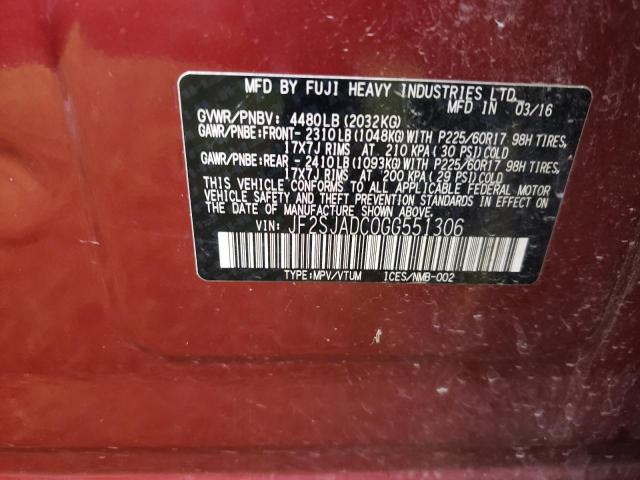 MFD BY FUJI HEAVY INDUSTRIES LTD.
MFD IN 03/16
GVWR/PNBV: 4480LB (2032KG)
GAWR/PNBE:FRONT- 2310LB (1048KG) WITH P225/60R17 98H TIRES,
17x7J RIMS AT 210 KPA ( 30 PSI) COLD
GAWR/PNBE:REAR - 2410LB (1093KG) WITH P225/60R17 98H TIRES,
17x7J RIMS AT 200 KPA ( 29 PSI) COLD
THIS VEHICLE CONFORMS TO ALL APPLICABLE FEDERAL MOTOR
VEHICLE SAFETY AND THEFT PREVENTION STANDARDS IN EFFECT ON
THE DATE OF MANUFACTURE SHOWN ABOVE.
VIN: JF2SJADC0GG551306
TYPE:MPV/VTUM ICES/NMB-002